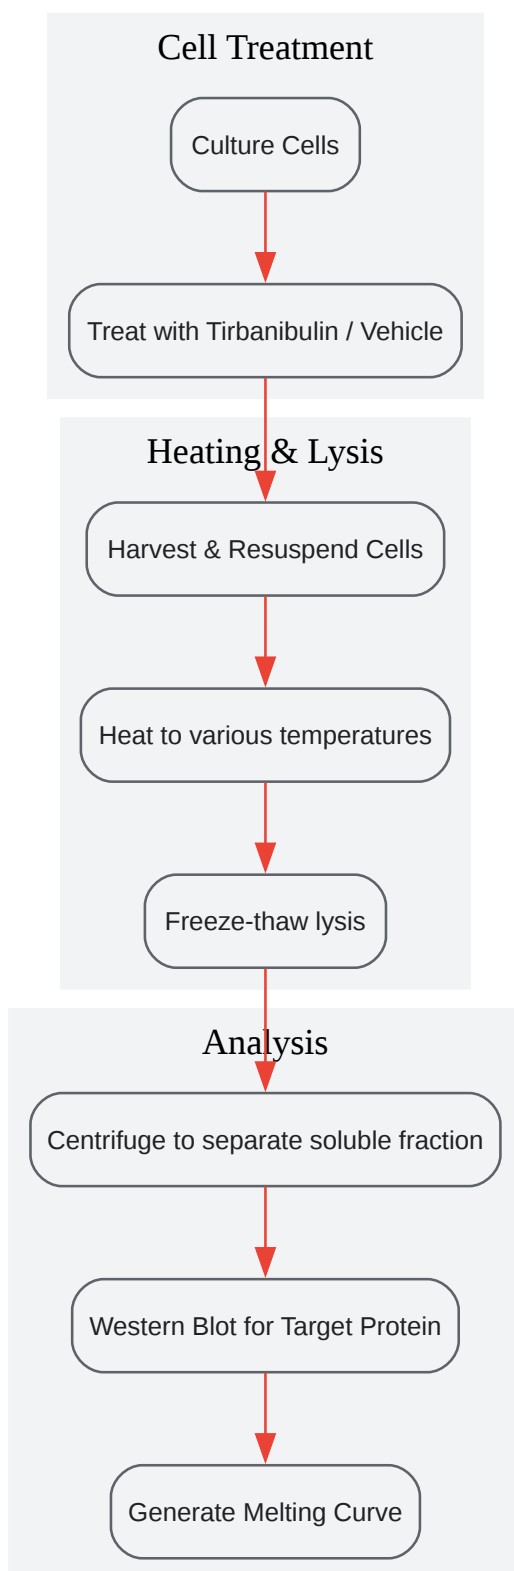 Cell Treatment
Culture Cells
Treat with Tirbanibulin / Vehicle
Heating & Lysis
Harvest & Resuspend Cells
Heat to various temperatures
Freeze-thaw lysis
Analysis
Centrifuge to separate soluble fraction
Western Blot for Target Protein
Generate Melting Curve